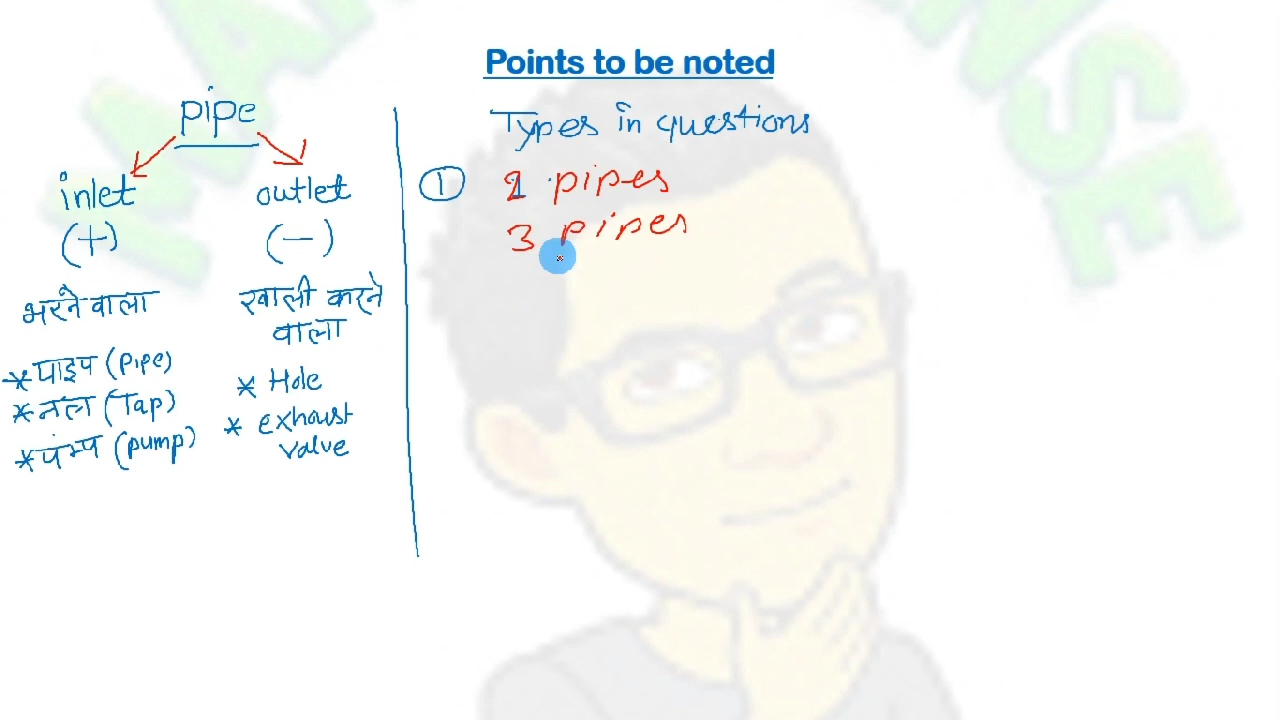 Points to be noted
pipe
inlet
(+)
भरने वाला
* पाइप (Pipe)
* नल (Tap)
* पंम्प (pump)
outlet
(-)
खाली करने
वाला
* Hole
* exhaust
valve
Types in questions
① 2 pipes
3 pipes